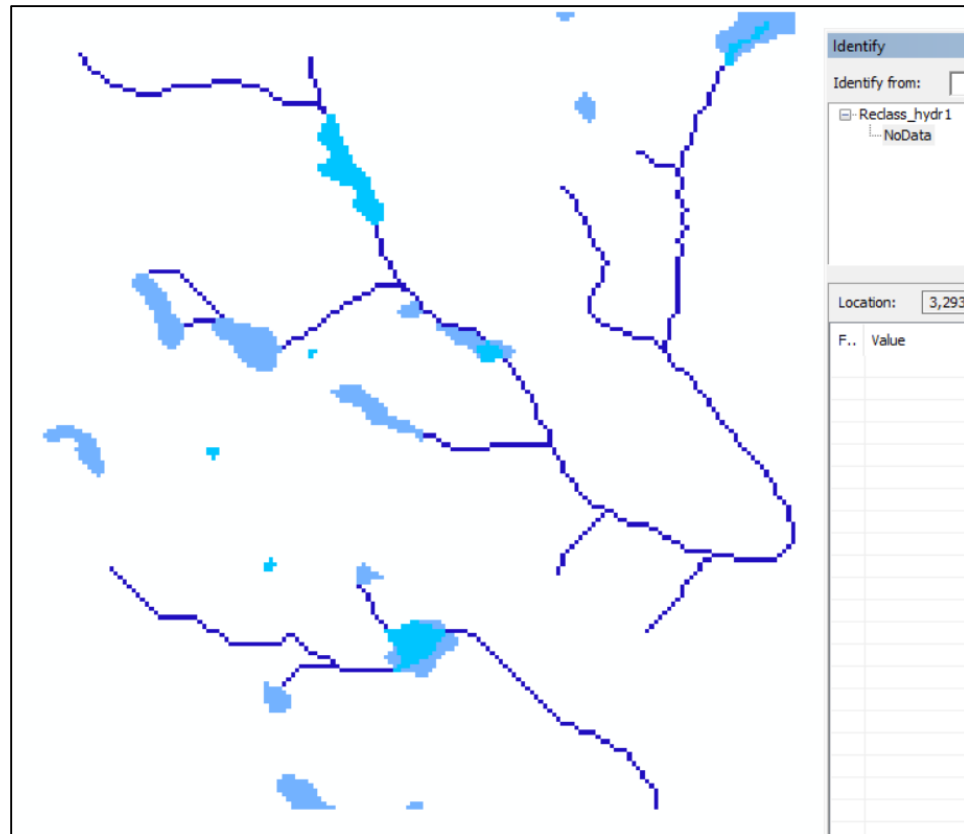 Identify
Identify from:
Reclass_hydr1
NoData
Location: 3,293
F.. Value